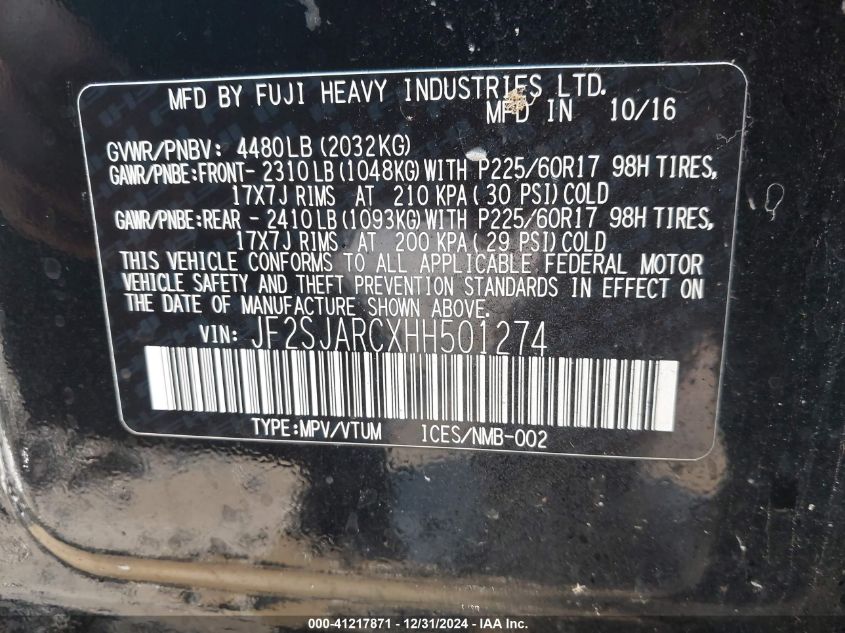 MFD BY FUJI HEAVY INDUSTRIES LTD.
MFD IN 10/16
GVWR/PNBV: 4480LB (2032KG)
GAWR/PNBE:FRONT- 2310LB (1048KG) WITH P225/60R17 98H TIRES,
17X7J RIMS AT 210 KPA ( 30 PSI) COLD
GAWR/PNBE:REAR - 2410LB (1093KG) WITH P225/60R17 98H TIRES,
17X7J RIMS AT 200 KPA ( 29 PSI) COLD
THIS VEHICLE CONFORMS TO ALL APPLICABLE FEDERAL MOTOR
VEHICLE SAFETY AND THEFT PREVENTION STANDARDS IN EFFECT ON
THE DATE OF MANUFACTURE SHOWN ABOVE.
VIN: JF2SJARCXHH501274
TYPE:MPV/VTUM ICES/NMB-002
000-41217871 - 12/31/2024 - IAA Inc.